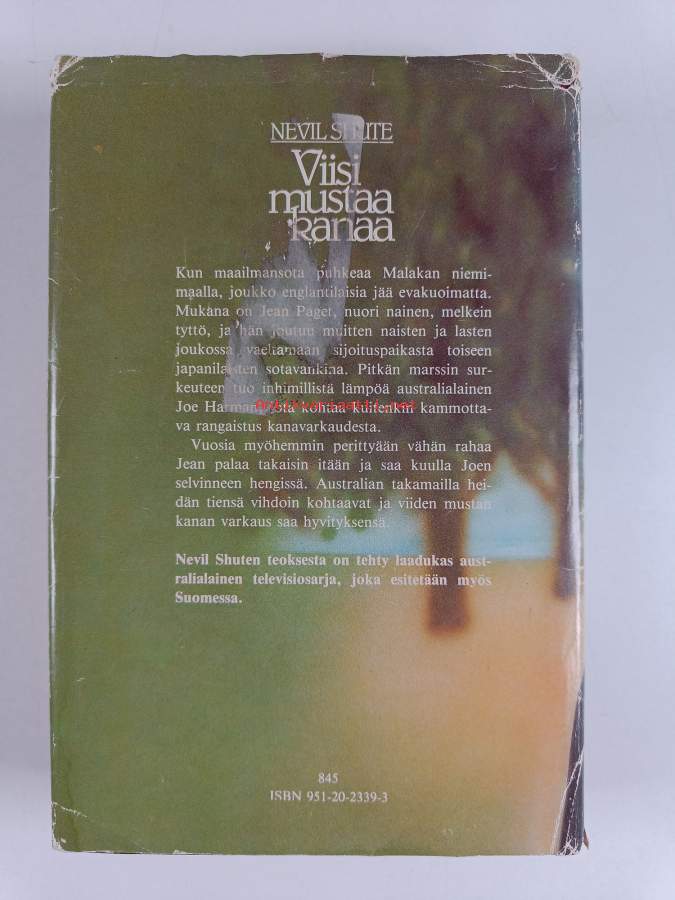 NEVIL SHUTE
Viisi
mustaa
kanaa
Kun maailmansota puhkeaa Malakan niemi-
maalla, joukko englantilaisia jää evakuoimatta.
Mukana on Jean Paget, nuori nainen, melkein
tyttö, ja hän joutuu muitten naisten ja lasten
joukossa vaeltamaan sijoituspaikasta toiseen
japanilaisten sotavankina. Pitkän marssin sur-
keuteen tuo inhimillistä lämpöä australialainen
Joe Harman, jota kohtaa kuitenkin kammotta-
va rangaistus kanavarkaudesta.
Vuosia myöhemmin perittyään vähän rahaa
Jean palaa takaisin itään ja saa kuulla Joen
selvinneen hengissä. Australian takamailla hei-
dän tiensä vihdoin kohtaavat ja viiden mustan
kanan varkaus saa hyvityksensä.
Nevil Shuten teoksesta on tehty laadukas aust-
ralialainen televisiosarja, joka esitetään myös
Suomessa.
845
ISBN 951-20-2339-3